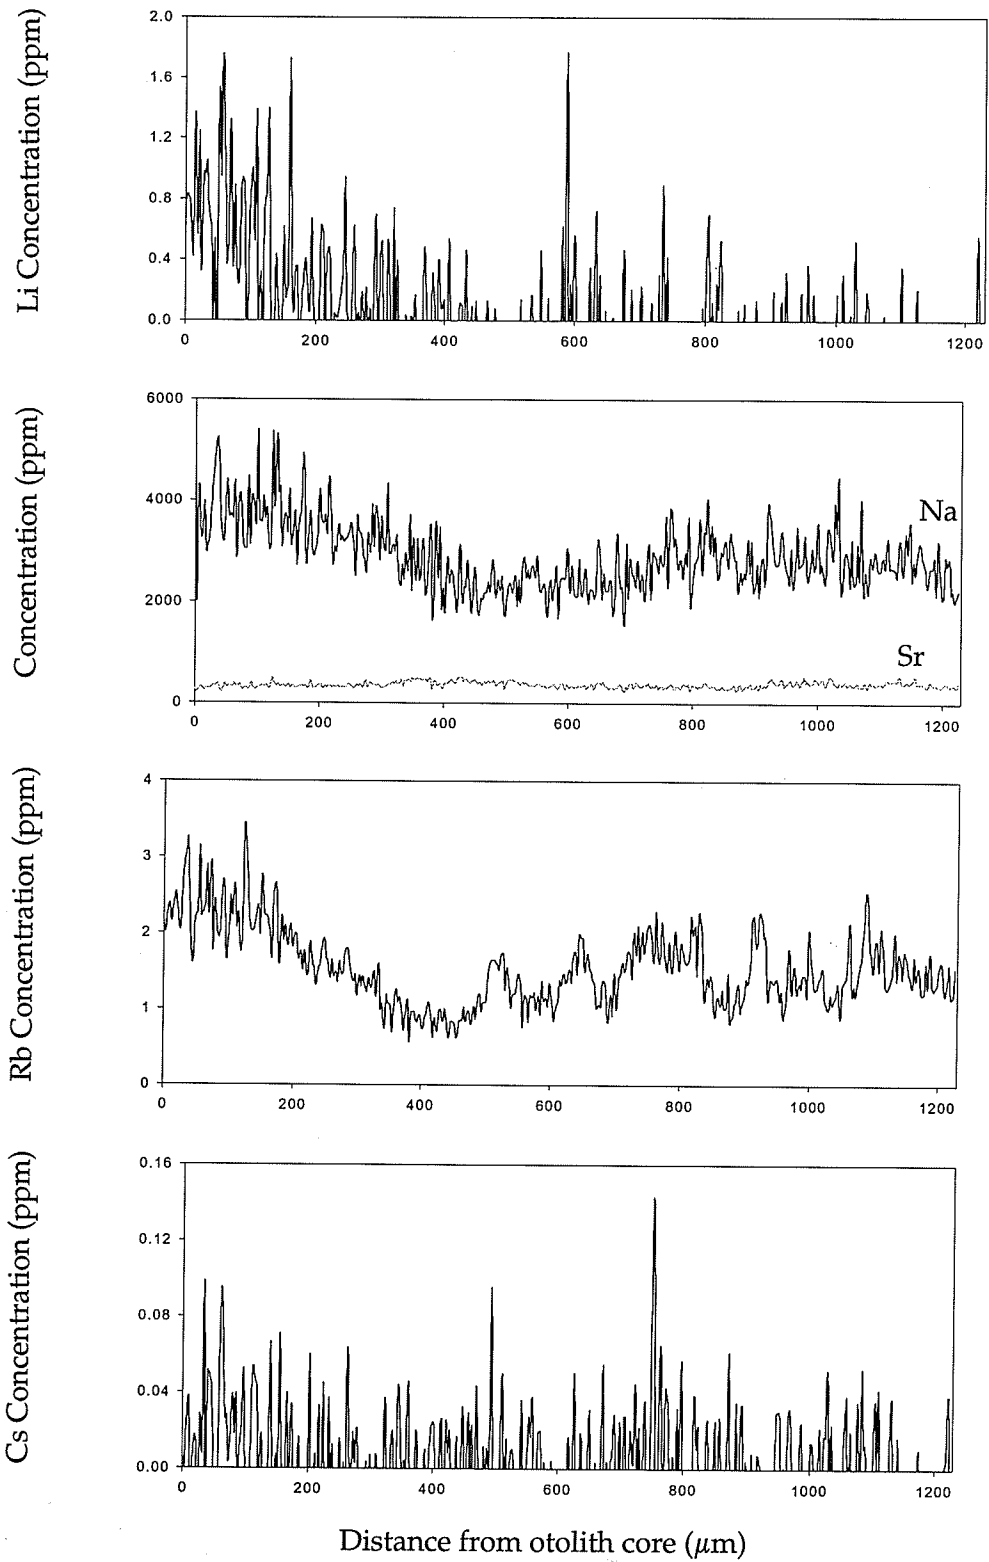 Li Concentration (ppm)
2.0
1.6
1.2
0.8
0.4
0.0
0 200 400 600 800 1000 1200
Concentration (ppm)
6000
4000
2000
0
Na
Sr
0 200 400 600 800 1000 1200
Rb Concentration (ppm)
4
3
2
1
0
0 200 400 600 800 1000 1200
Cs Concentration (ppm)
0.16
0.12
0.08
0.04
0.00
0 200 400 600 800 1000 1200
Distance from otolith core (μm)